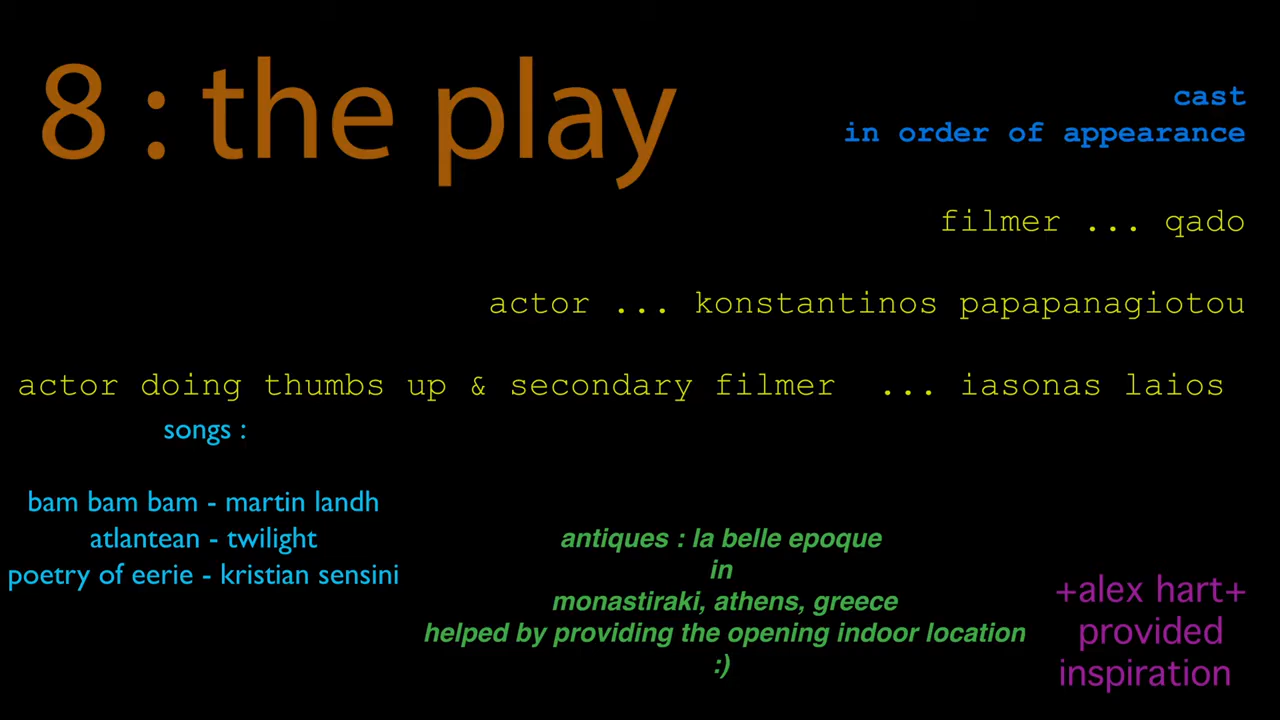 8 : the play
cast
in order of appearance
filmer ... qado
actor ... konstantinos papapanagiotou
actor doing thumbs up & secondary filmer ... iasonas laios
songs :
bam bam bam - martin landh
atlantean - twilight
poetry of eerie - kristian sensini
antiques : la belle epoque
in
monastiraki, athens, greece
helped by providing the opening indoor location
:)
+alex hart+
provided
inspiration